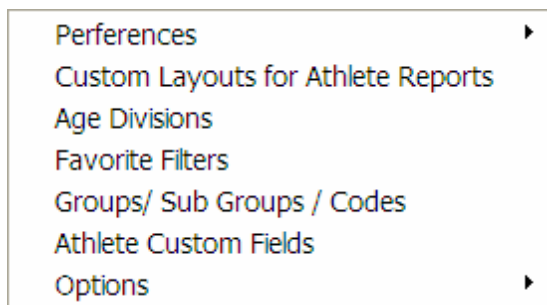 Perferences
Custom Layouts for Athlete Reports
Age Divisions
Favorite Filters
Groups/ Sub Groups / Codes
Athlete Custom Fields
Options